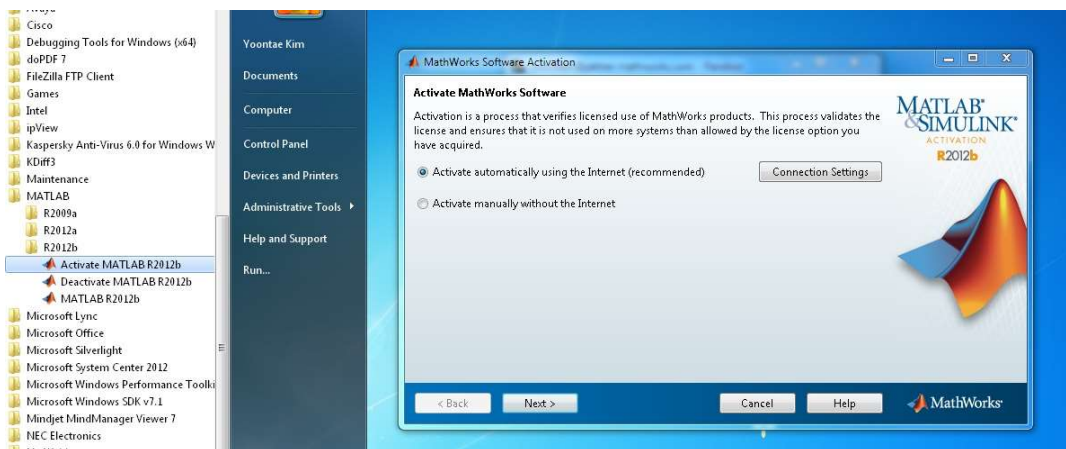 Cisco
Debugging Tools for Windows (x64)
doPDF 7
FileZilla FTP Client
Games
Intel
ipView
Kaspersky Anti-Virus 6.0 for Windows W
KDiff3
Maintenance
MATLAB
R2009a
R2012a
R2012b
Activate MATLAB R2012b
Deactivate MATLAB R2012b
MATLAB R2012b
Microsoft Lync
Microsoft Office
Microsoft Silverlight
Microsoft System Center 2012
Microsoft Windows Performance Toolki
Microsoft Windows SDK v7.1
Mindjet MindManager Viewer 7
NEC Electronics
Yoontae Kim
Documents
Computer
Control Panel
Devices and Printers
Administrative Tools
Help and Support
Run...
MathWorks Software Activation
Activate MathWorks Software
Activation is a process that verifies licensed use of MathWorks products. This process validates the
license and ensures that it is not used on more systems than allowed by the license option you
have acquired.
Activate automatically using the Internet (recommended)
Connection Settings
Activate manually without the Internet
MATLAB®
&SIMULINK®
ACTIVATION
R2012b
< Back
Next >
Cancel
Help
MathWorks®